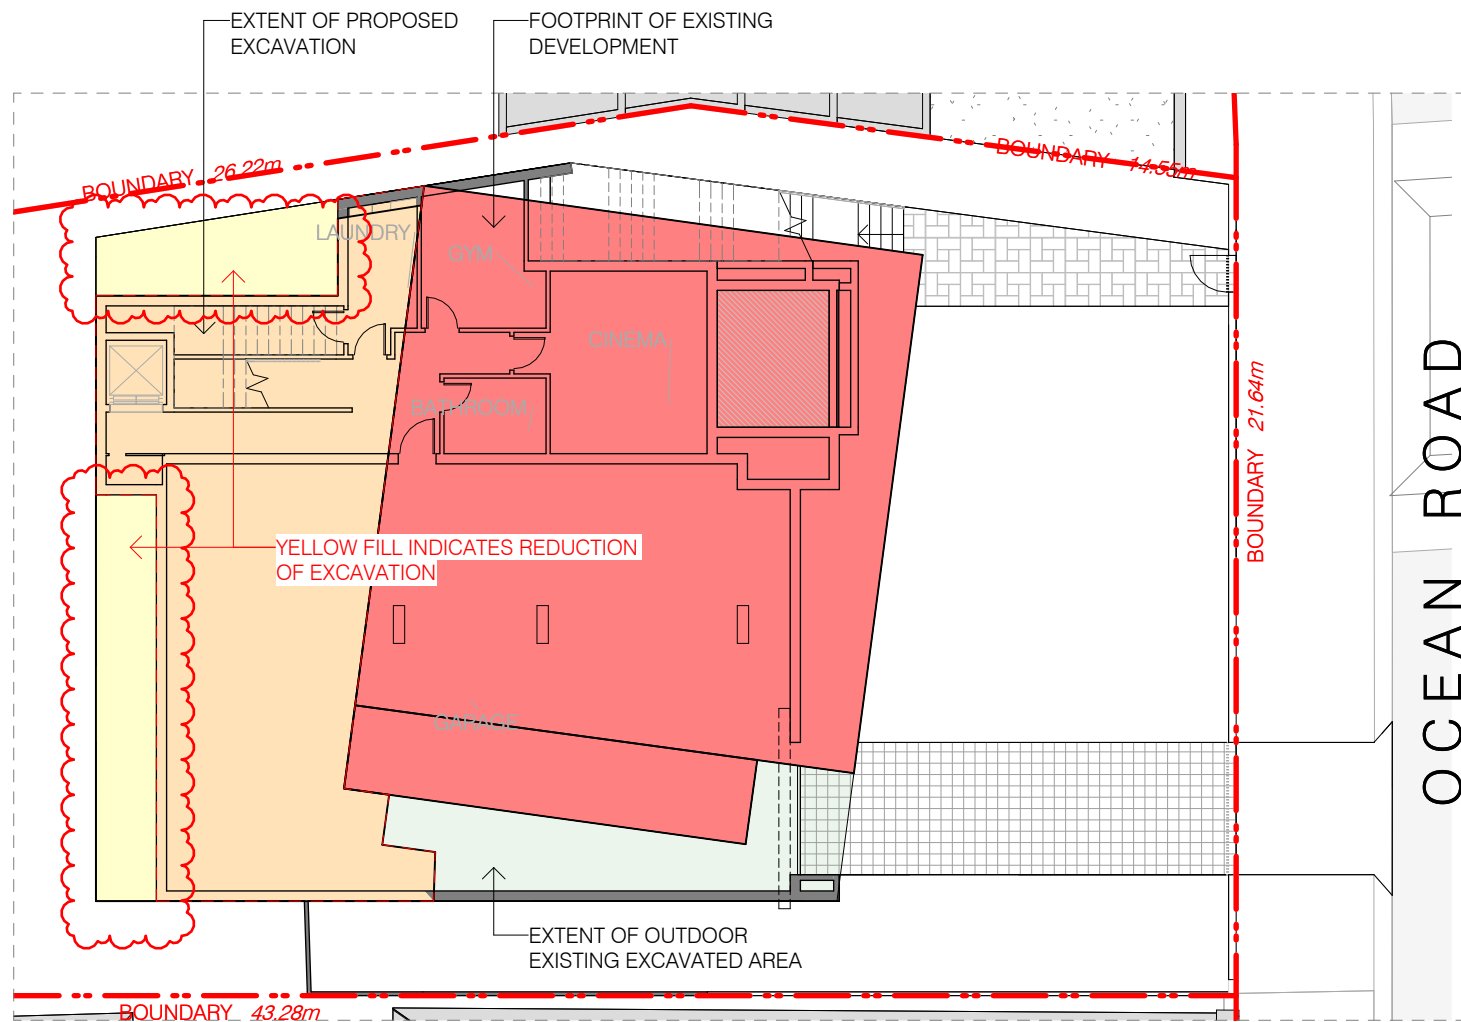 EXTENT OF PROPOSED
EXCAVATION
FOOTPRINT OF EXISTING
DEVELOPMENT
BOUNDARY 26.22m
BOUNDARY 14.55m
LAUNDRY
GYM
CINEMA
BATHROOM
BOUNDARY 21.64m
OCEAN ROAD
YELLOW FILL INDICATES REDUCTION
OF EXCAVATION
GARAGE
EXTENT OF OUTDOOR
EXISTING EXCAVATED AREA
BOUNDARY 43.28m